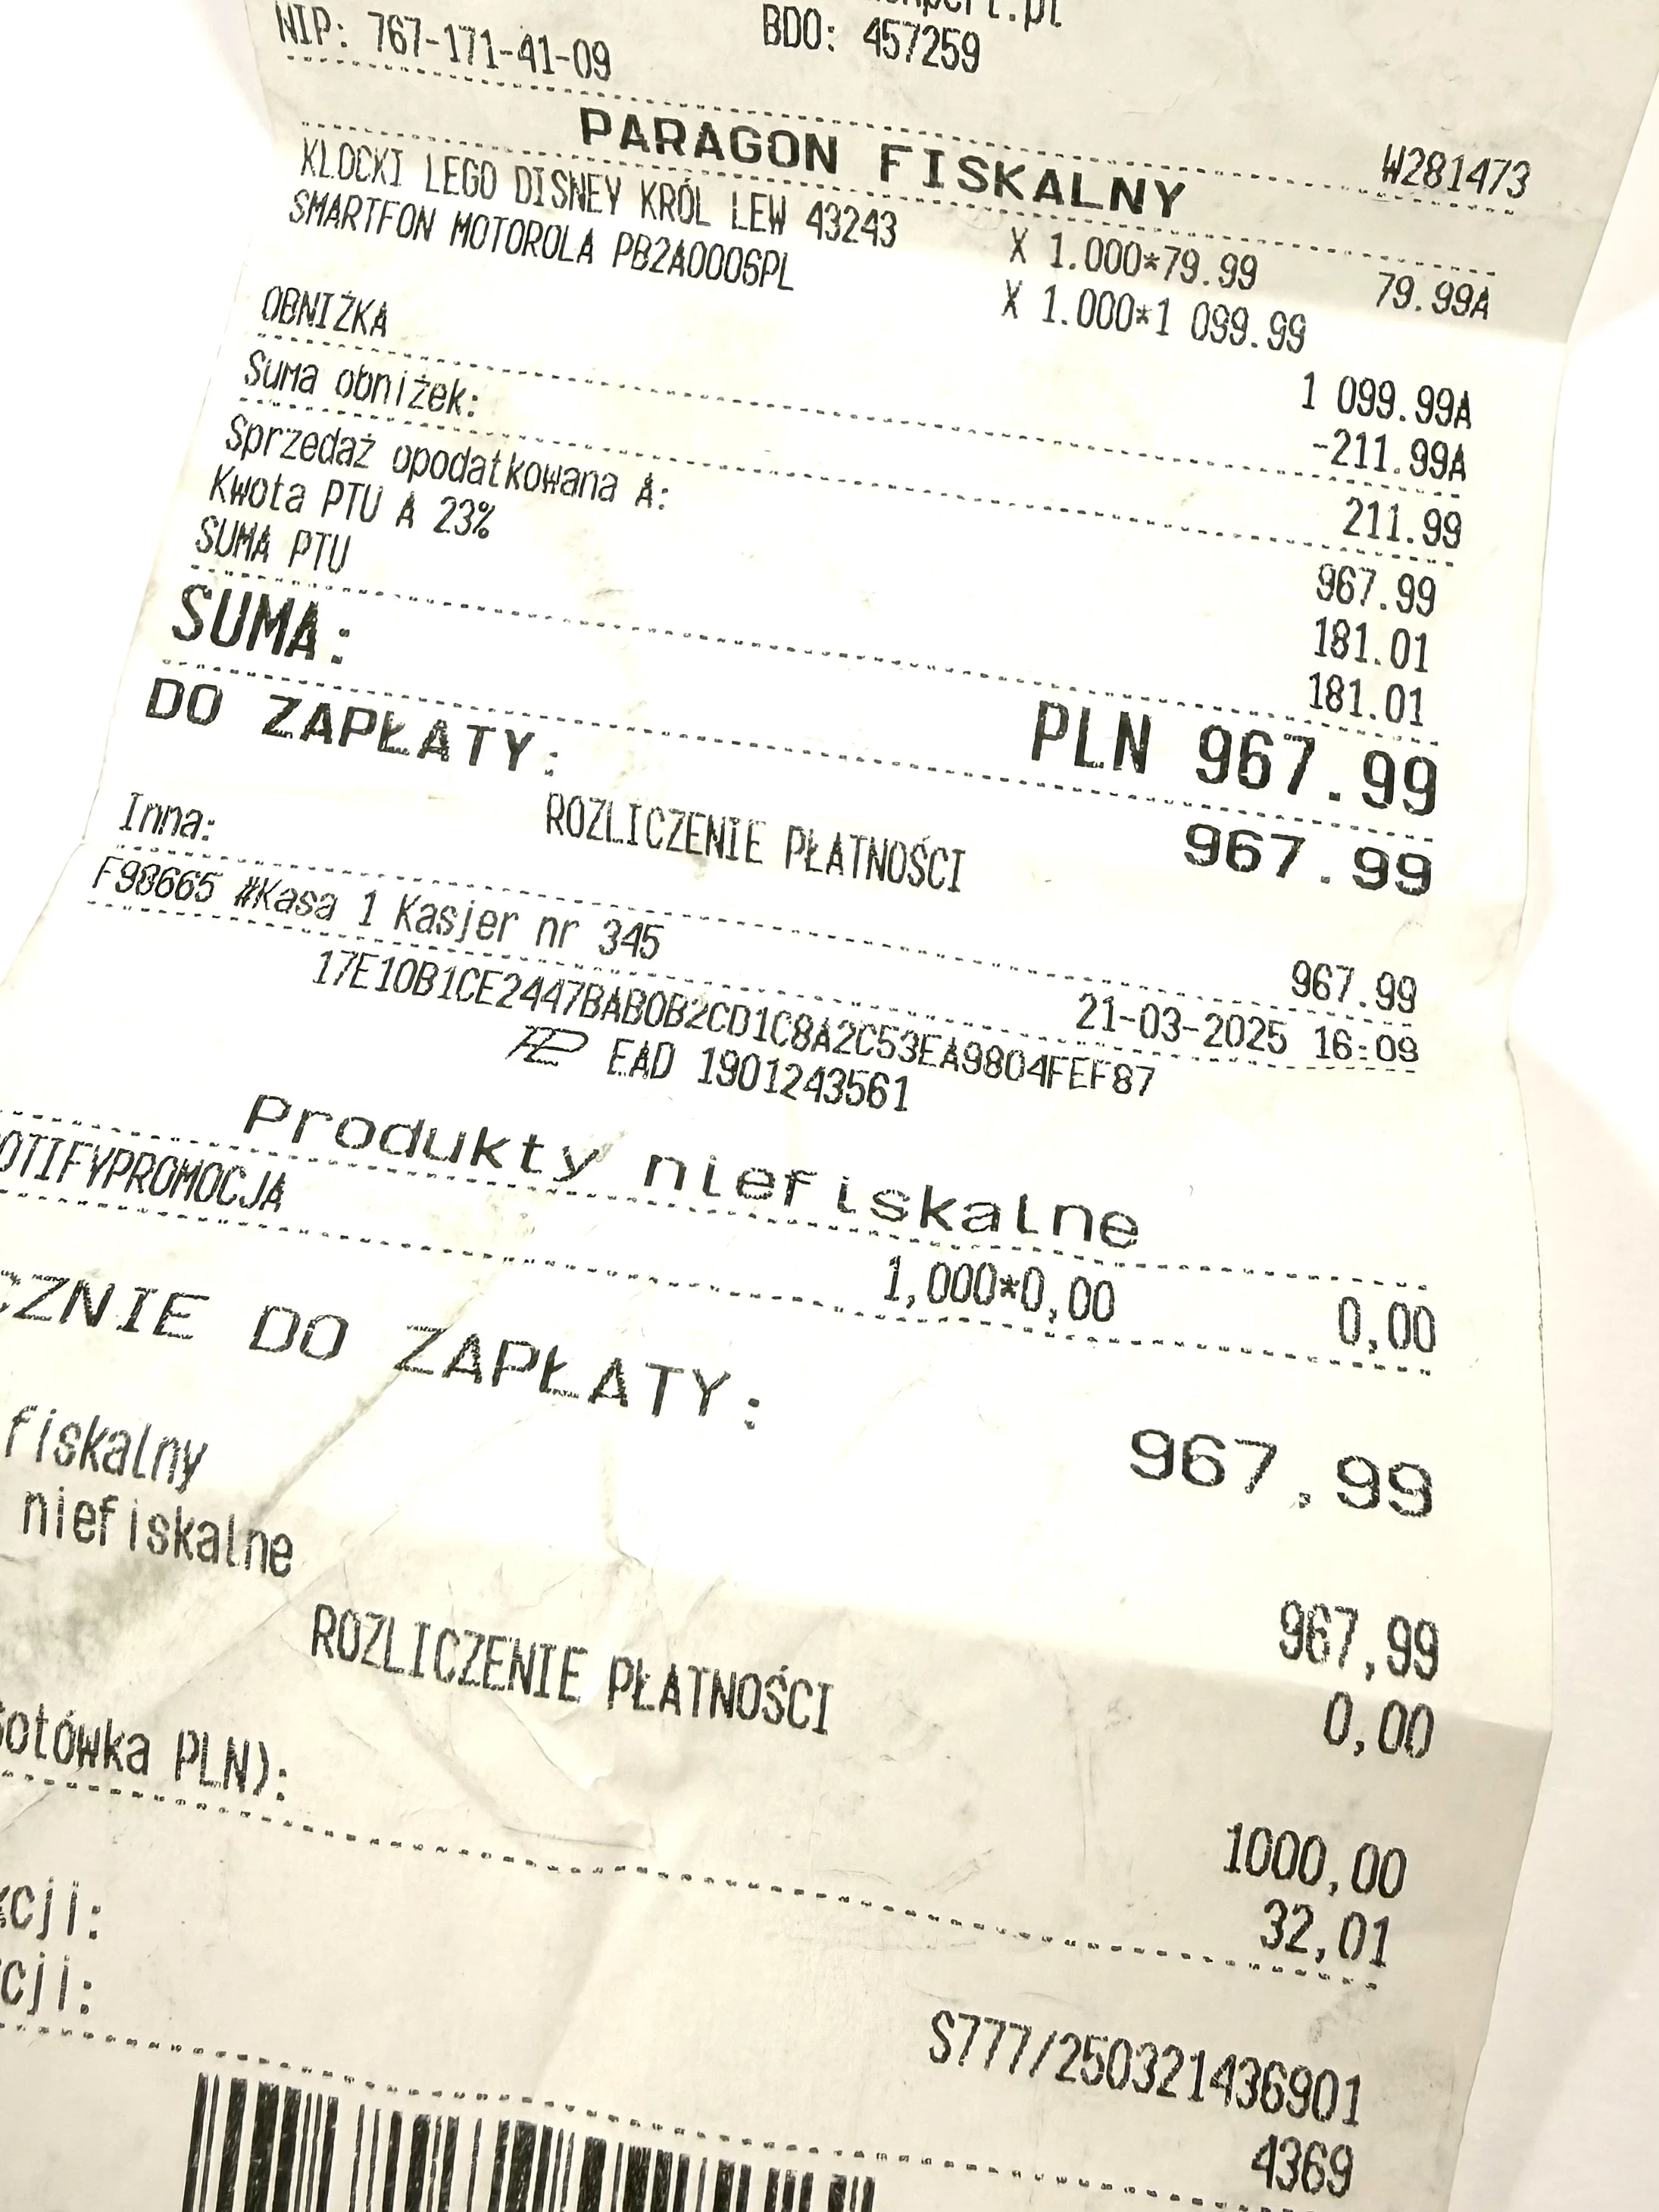 NIP: 767-171-41-09 BDO: 457259
PARAGON FISKALNY W281473
KLOCKI LEGO DISNEY KRÓL LEW 43243 X 1.000*79.99 79.99A
SMARTFON MOTOROLA PB2A0006PL X 1.000*1 099.99
1 099.99A
OBNIŻKA -211.99A
Suma obniżek: 211.99
Sprzedaż opodatkowana A: 967.99
Kwota PTU A 23% 181.01
SUMA PTU 181.01
SUMA: PLN 967.99
DO ZAPŁATY: 967.99
ROZLICZENIE PŁATNOŚCI
Inna: 967.99
F98665 #Kasa 1 Kasjer nr 345 21-03-2025 16:09
17E10B1CE2447BAB0B2CD1C8A2C53EA9804FEF87
EAD 1901243561
Produkty niefiskalne
OTIFYPROMOCJA 1,000*0,00 0,00
CZNIE DO ZAPŁATY: 967,99
fiskalny 967,99
niefiskalne 0,00
ROZLICZENIE PŁATNOŚCI
Gotówka PLN): 1000,00
32,01
kcji: S777/250321436901
cji: 4369